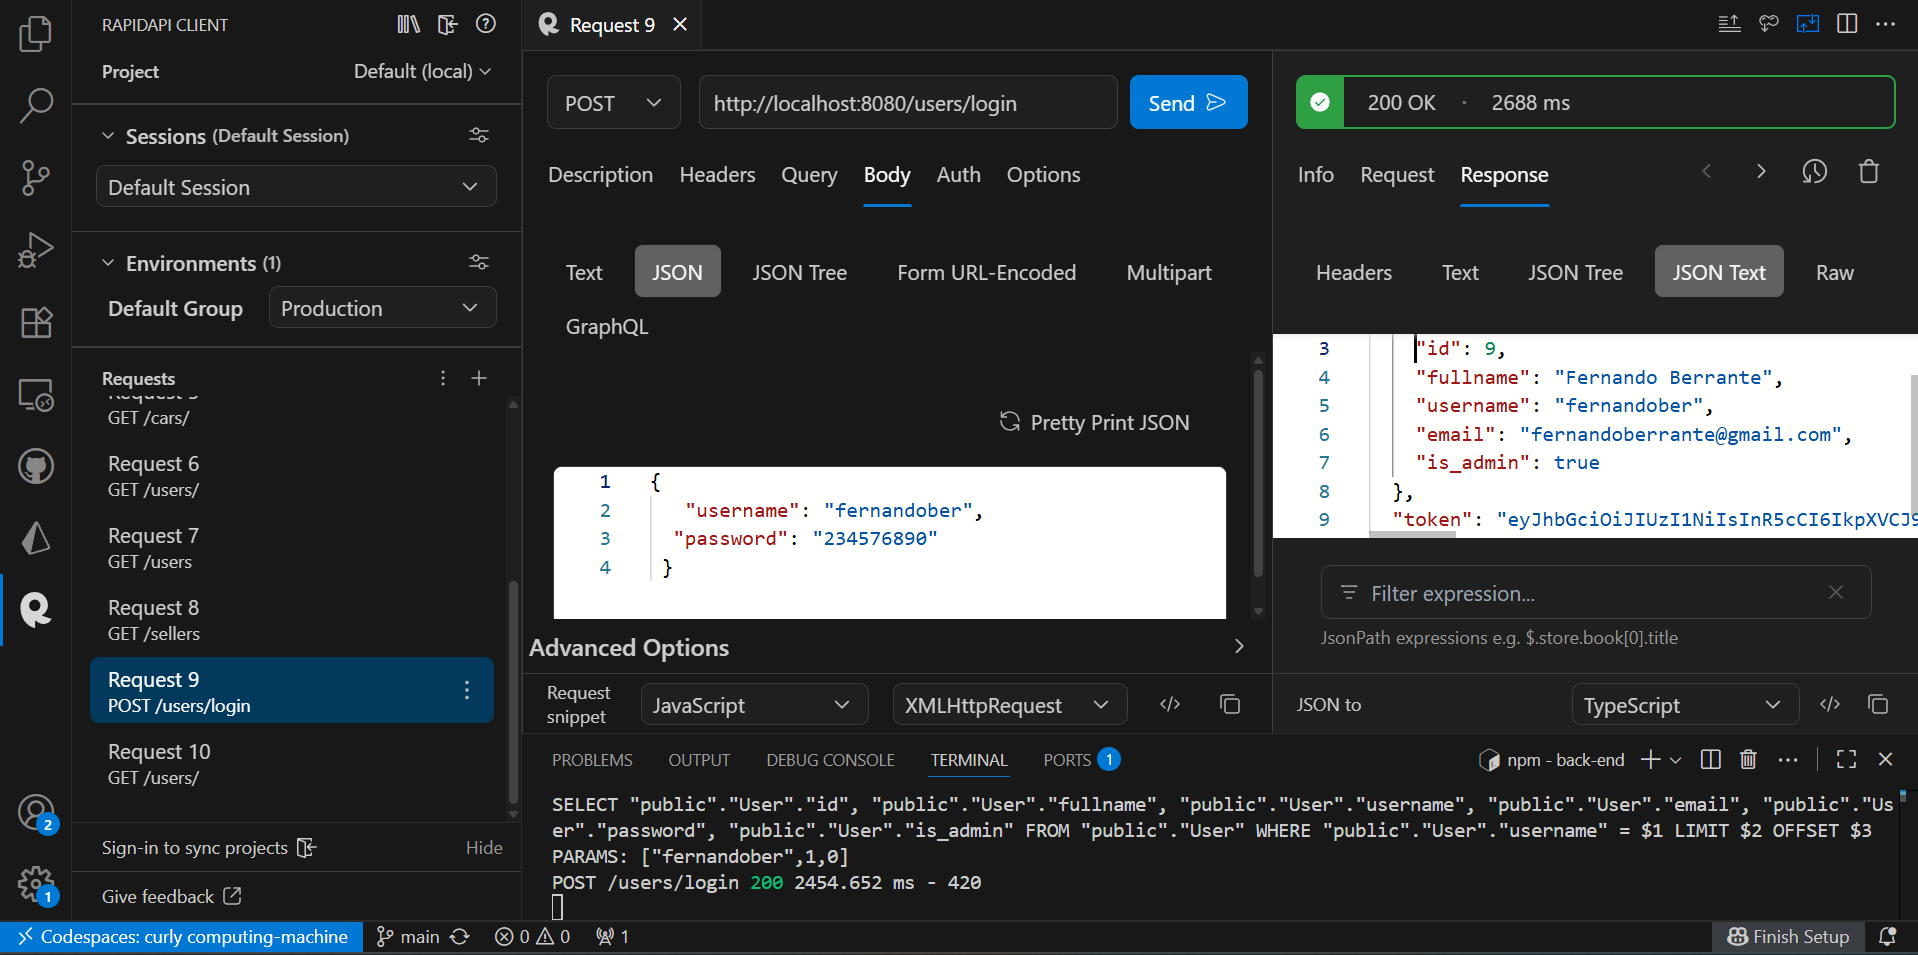 RAPIDAPI CLIENT
Project
Default (local)
Sessions (Default Session)
Default Session
Environments (1)
Default Group
Production
Requests
GET /cars/
Request 6
GET /users/
Request 7
GET /users
Request 8
GET /sellers
Request 9
POST /users/login
Request 10
GET /users/
Sign-in to sync projects
Hide
Give feedback
2
1
Request 9
POST
http://localhost:8080/users/login
Send
Description
Headers
Query
Body
Auth
Options
Text
JSON
JSON Tree
Form URL-Encoded
Multipart
GraphQL
Pretty Print JSON
1 {
2 "username": "fernandober",
3 "password": "234576890"
4 }
Advanced Options
Request snippet
JavaScript
XMLHttpRequest
200 OK · 2688 ms
Info
Request
Response
Headers
Text
JSON Tree
JSON Text
Raw
3 "id": 9,
4 "fullname": "Fernando Berrante",
5 "username": "fernandober",
6 "email": "fernandoberrante@gmail.com",
7 "is_admin": true
8 },
9 "token": "eyJhbGciOiJIUzI1NiIsInR5cCI6IkpXVCJ9
Filter expression...
JsonPath expressions e.g. $.store.book[0].title
JSON to
TypeScript
PROBLEMS
OUTPUT
DEBUG CONSOLE
TERMINAL
PORTS 1
npm - back-end
SELECT "public"."User"."id", "public"."User"."fullname", "public"."User"."username", "public"."User"."email", "public"."Us
er"."password", "public"."User"."is_admin" FROM "public"."User" WHERE "public"."User"."username" = $1 LIMIT $2 OFFSET $3
PARAMS: ["fernandober",1,0]
POST /users/login 200 2454.652 ms - 420
Codespaces: curly computing-machine
main
0
0
1
Finish Setup